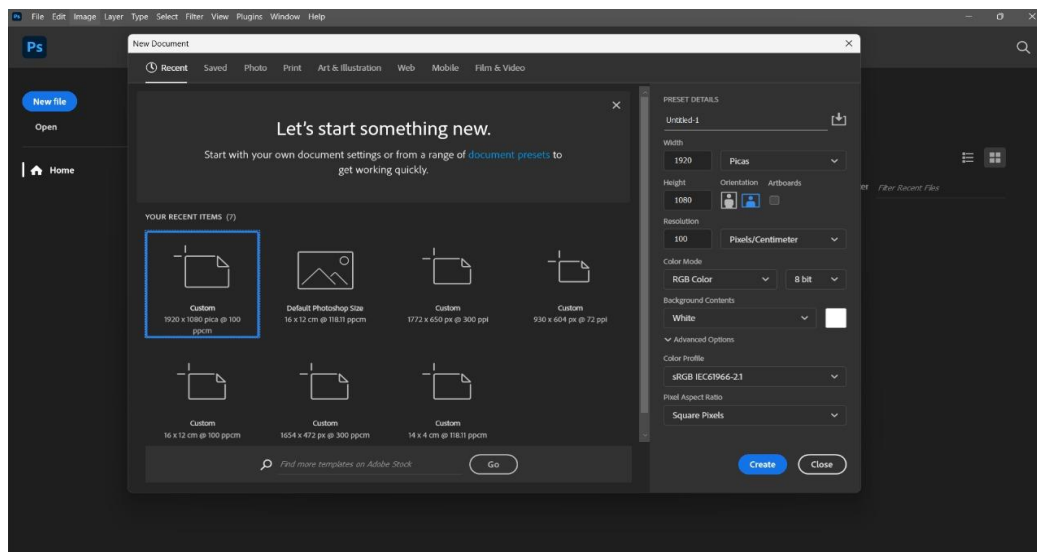 Ps File Edit Image Layer Type Select Filter View Plugins Window Help
Ps
New file
Open
Home
New Document
Recent Saved Photo Print Art & Illustration Web Mobile Film & Video
Let's start something new.
Start with your own document settings or from a range of document presets to
get working quickly.
YOUR RECENT ITEMS (7)
Custom
1920 x 1080 pica @ 100
ppcm
Default Photoshop Size
16 x 12 cm @ 118.11 ppcm
Custom
1772 x 650 px @ 300 ppi
Custom
930 x 604 px @ 72 ppi
Custom
16 x 12 cm @ 100 ppcm
Custom
1654 x 472 px @ 300 ppcm
Custom
14 x 4 cm @ 118.11 ppcm
Find more templates on Adobe Stock
Go
PRESET DETAILS
Untitled-1
Width
1920 Picas
Height Orientation Artboards
1080
Resolution
100 Pixels/Centimeter
Color Mode
RGB Color 8 bit
Background Contents
White
Advanced Options
Color Profile
sRGB IEC61966-2.1
Pixel Aspect Ratio
Square Pixels
Create Close
Filter Recent Files